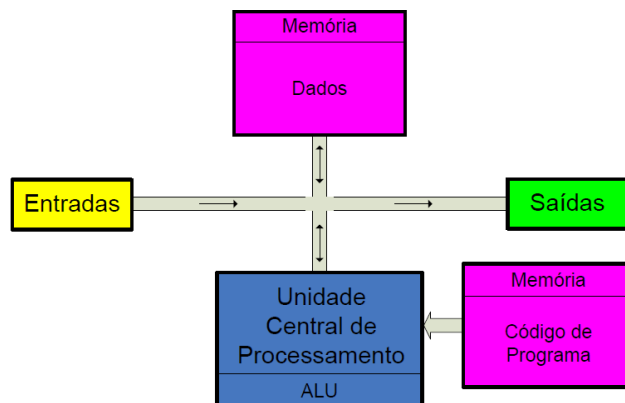 Memória
Dados
Entradas
Saídas
Unidade
Central de
Processamento
ALU
Memória
Código de
Programa